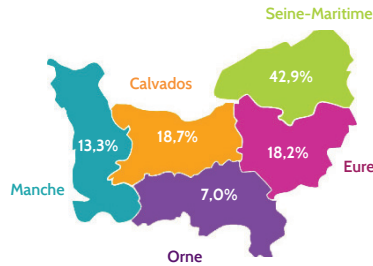 Seine-Maritime
42,9%
Calvados
18,7%
13,3%
18,2%
Eure
Manche
7,0%
Orne